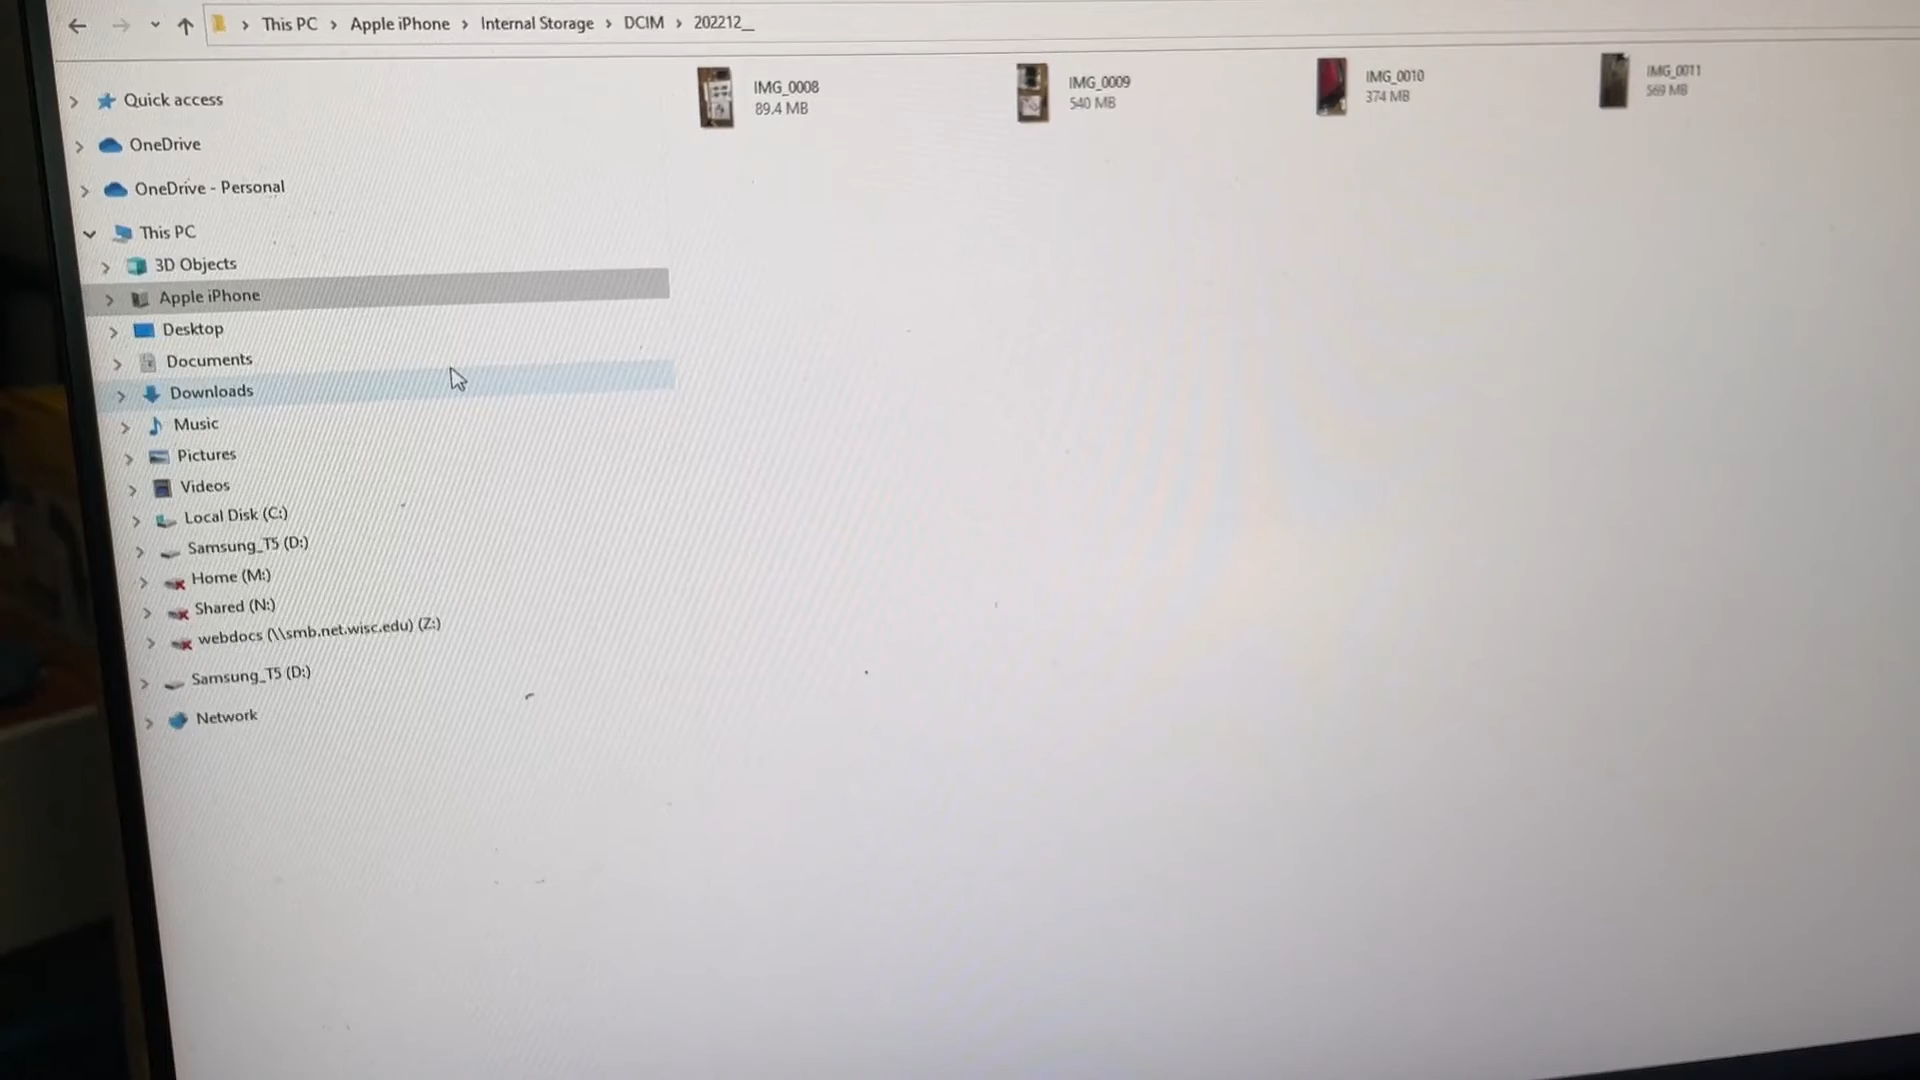 This PC > Apple iPhone > Internal Storage > DCIM > 202212__
Quick access
OneDrive
OneDrive - Personal
This PC
3D Objects
Apple iPhone
Desktop
Documents
Downloads
Music
Pictures
Videos
Local Disk (C:)
Samsung_T5 (D:)
Home (M:)
Shared (N:)
webdocs (\\smb.net.wisc.edu) (Z:)
Samsung_T5 (D:)
Network
IMG_0008
89.4 MB
IMG_0009
540 MB
IMG_0010
374 MB
IMG_0011
569 MB